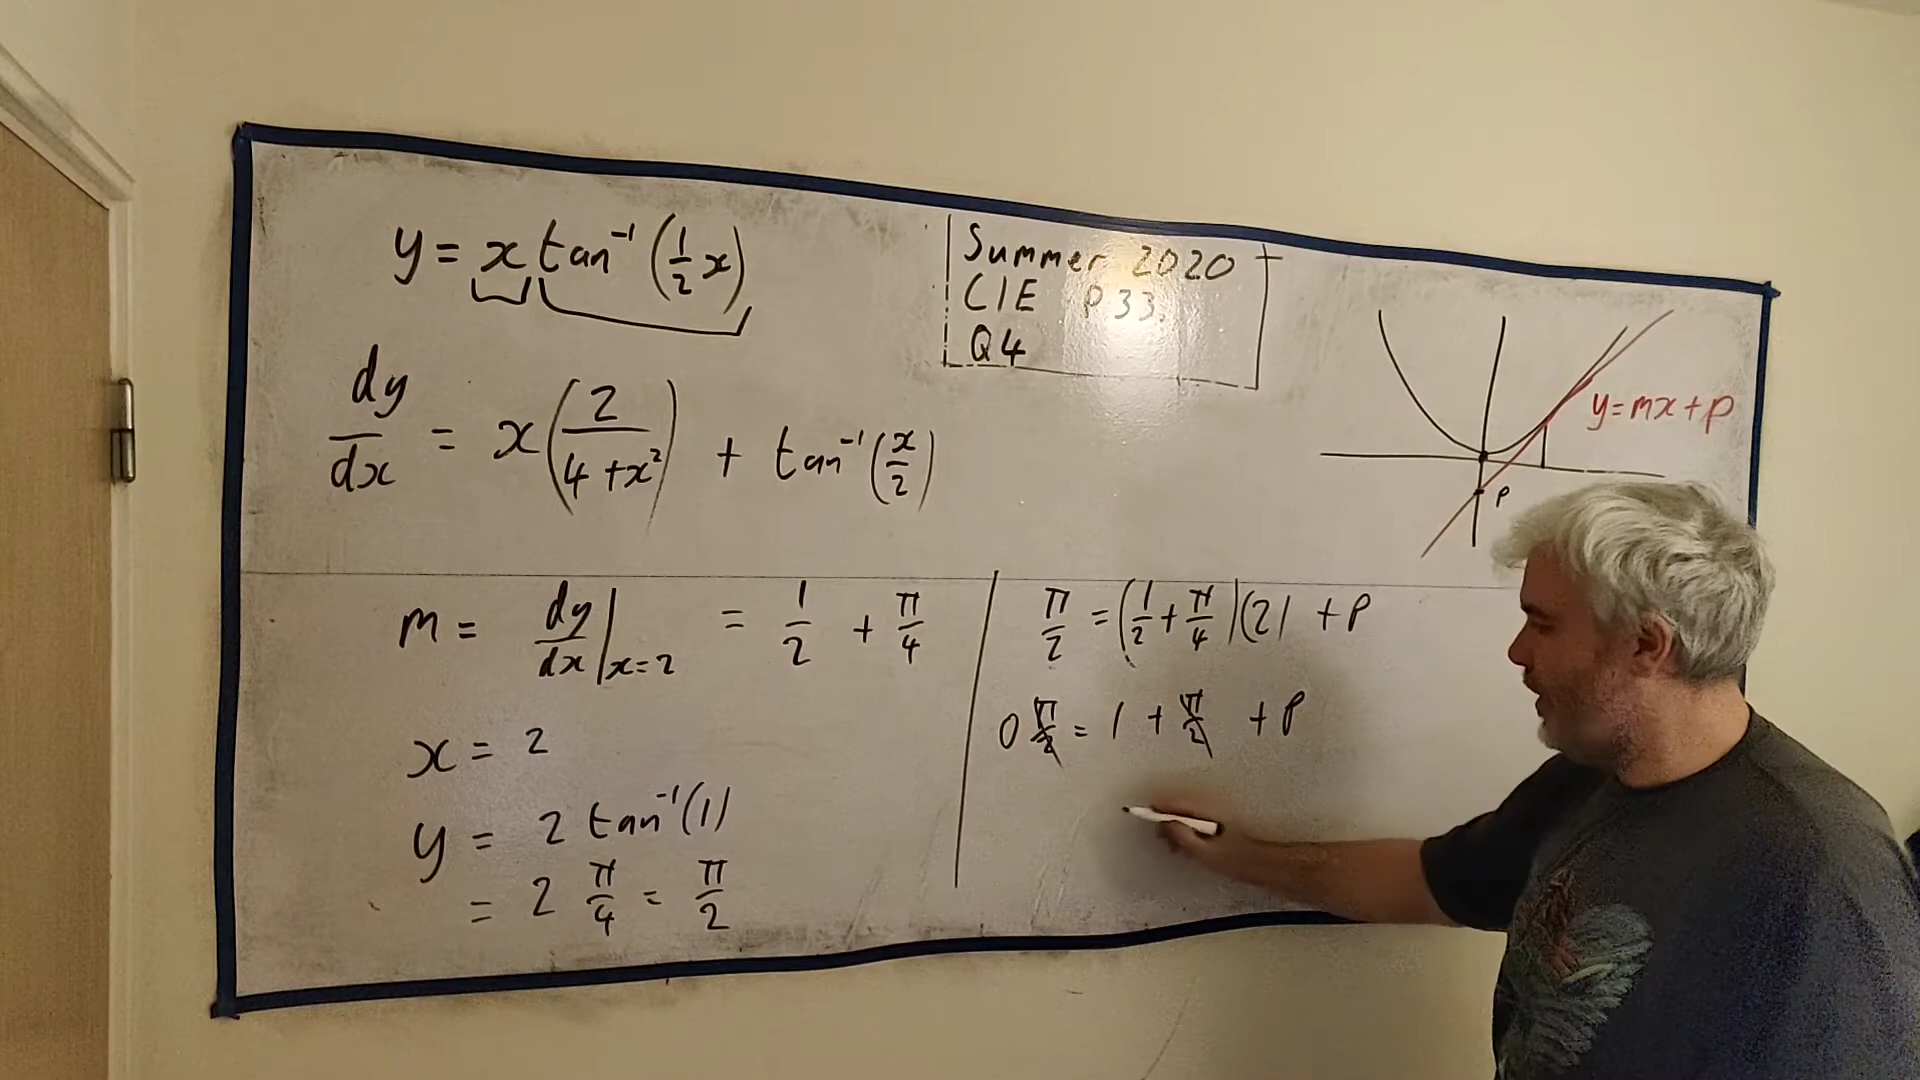 y = x tan⁻¹ (1/2 x)
Summer 2020
CIE P33.
Q4
dy/dx = x (2/(4+x²)) + tan⁻¹ (x/2)
y=mx+p
p
m = dy/dx |x=2 = 1/2 + π/4
x = 2
y = 2 tan⁻¹(1)
= 2 π/4 = π/2
π/2 = (1/2 + π/4)(2) + P
0 π/2 = 1 + π/2 + P